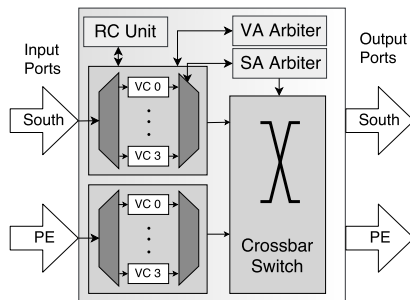 Input
Ports
RC Unit
VA Arbiter
SA Arbiter
Output
Ports
VC 0
South
VC 3
South
VC 0
PE
VC 3
Crossbar
Switch
PE